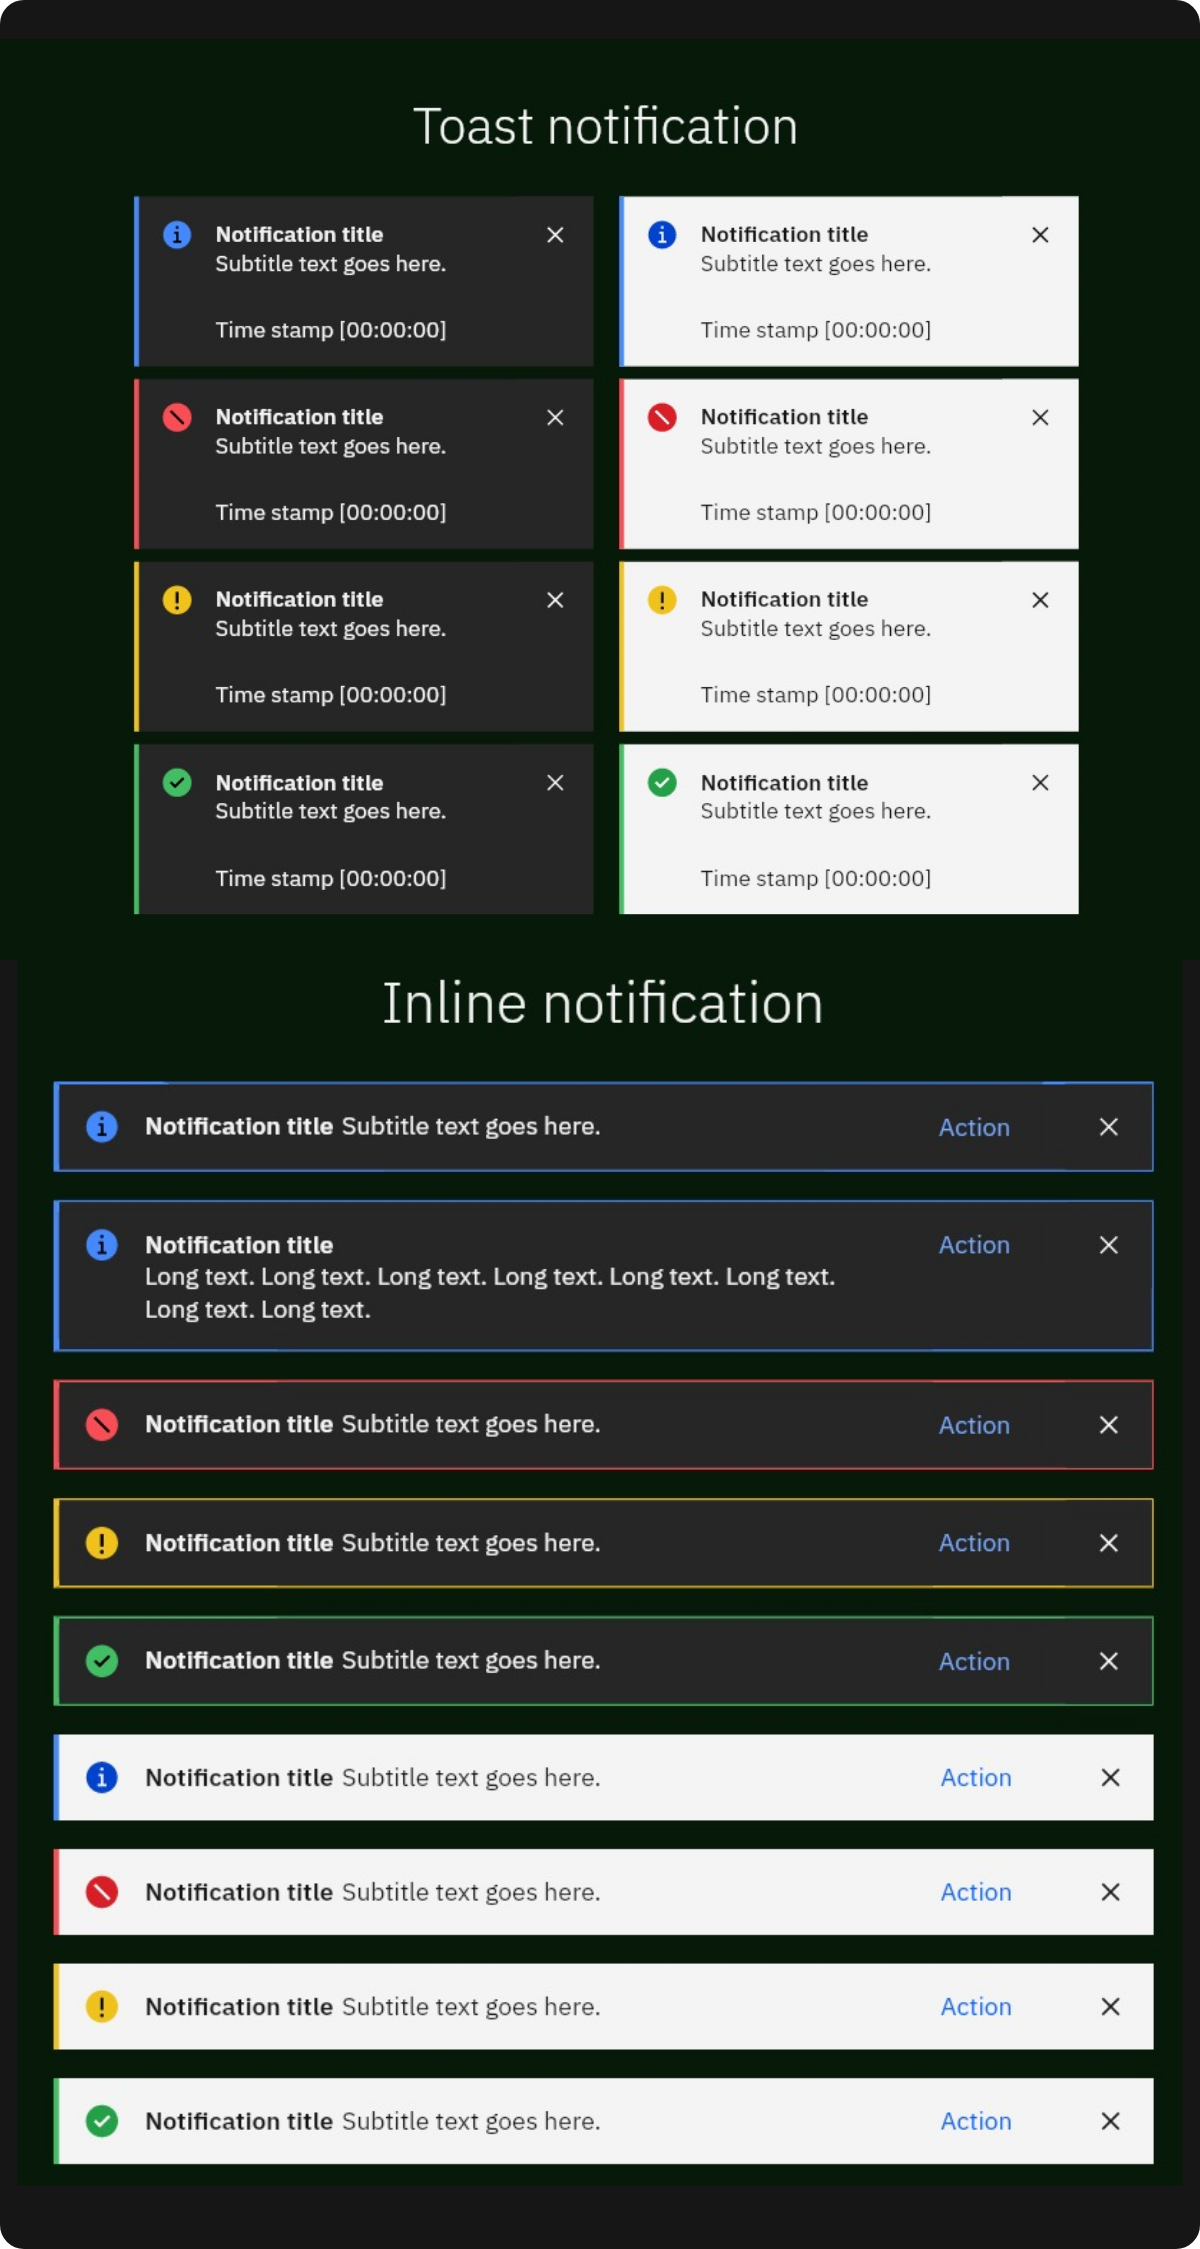 Toast notification
Notification title
Subtitle text goes here.
Time stamp [00:00:00]
Notification title
Subtitle text goes here.
Time stamp [00:00:00]
Notification title
Subtitle text goes here.
Time stamp [00:00:00]
Notification title
Subtitle text goes here.
Time stamp [00:00:00]
Notification title
Subtitle text goes here.
Time stamp [00:00:00]
Notification title
Subtitle text goes here.
Time stamp [00:00:00]
Notification title
Subtitle text goes here.
Time stamp [00:00:00]
Notification title
Subtitle text goes here.
Time stamp [00:00:00]
Inline notification
Notification title Subtitle text goes here. Action
Notification title Action
Long text. Long text. Long text. Long text. Long text. Long text.
Long text. Long text.
Notification title Subtitle text goes here. Action
Notification title Subtitle text goes here. Action
Notification title Subtitle text goes here. Action
Notification title Subtitle text goes here. Action
Notification title Subtitle text goes here. Action
Notification title Subtitle text goes here. Action
Notification title Subtitle text goes here. Action